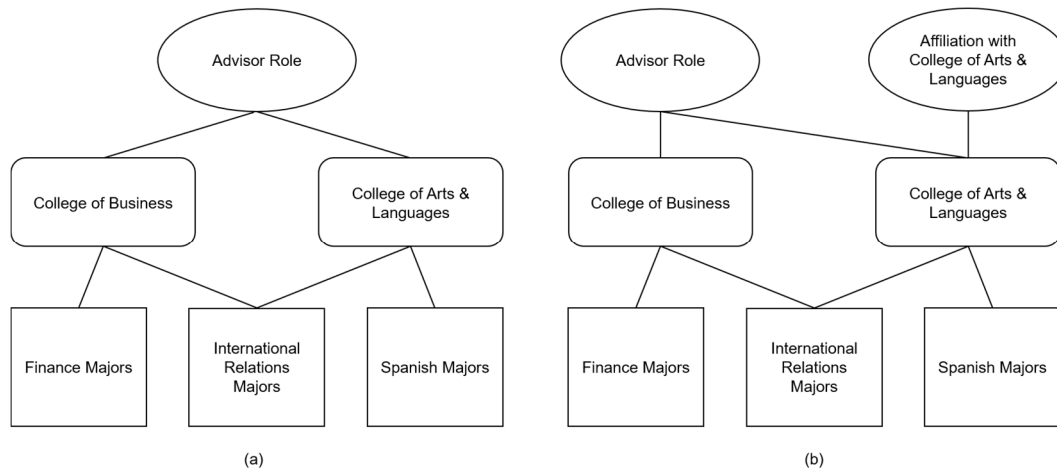 Advisor Role
College of Business
College of Arts &
Languages
Finance Majors
International
Relations
Majors
Spanish Majors
(a)
Advisor Role
Affiliation with
College of Arts &
Languages
College of Business
College of Arts &
Languages
Finance Majors
International
Relations
Majors
Spanish Majors
(b)